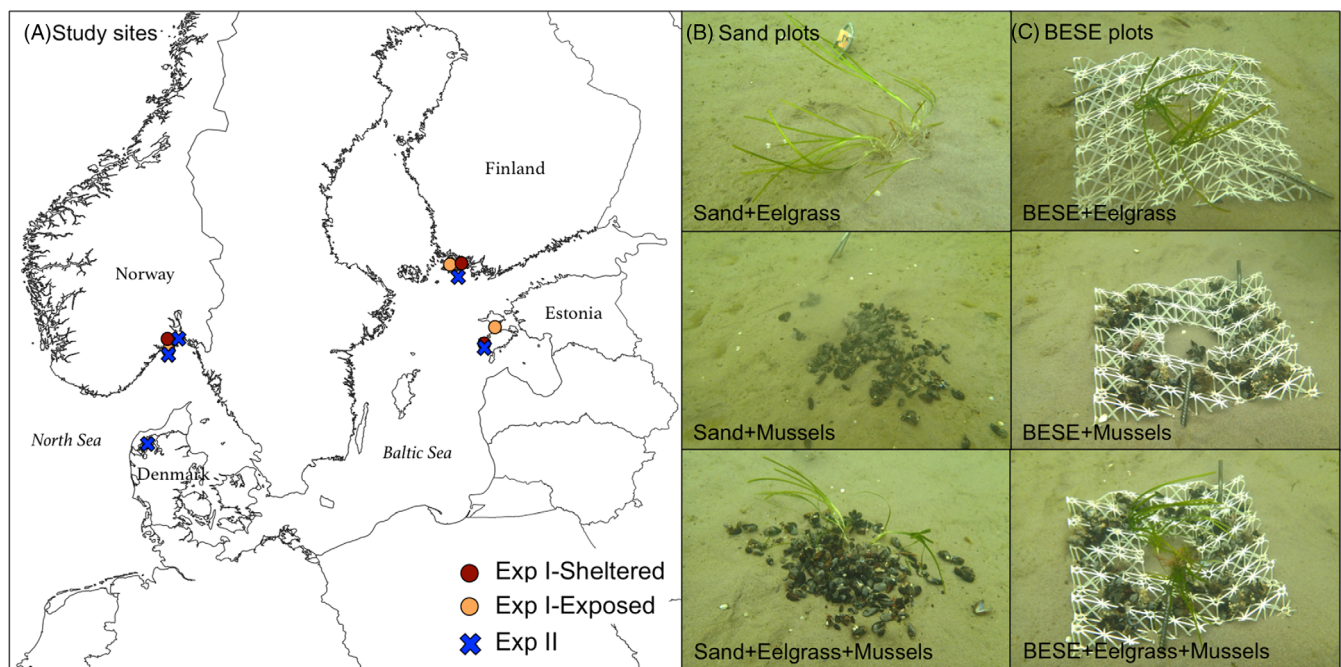 (A)Study sites
Finland
Norway
Estonia
North Sea
Baltic Sea
Denmark
Exp I-Sheltered
Exp I-Exposed
Exp II
(B) Sand plots
Sand+Eelgrass
Sand+Mussels
Sand+Eelgrass+Mussels
(C) BESE plots
BESE+Eelgrass
BESE+Mussels
BESE+Eelgrass+Mussels